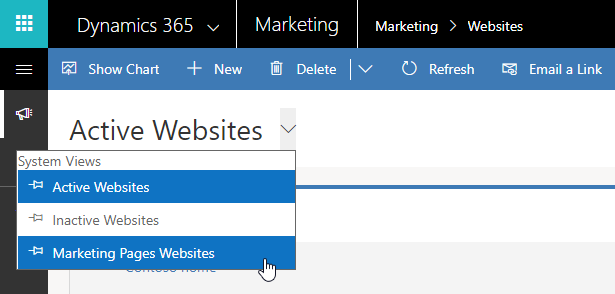 Dynamics 365 Marketing Marketing > Websites
Show Chart + New Delete Refresh Email a Link
Active Websites
System Views
Active Websites
Inactive Websites
Marketing Pages Websites
Contoso home